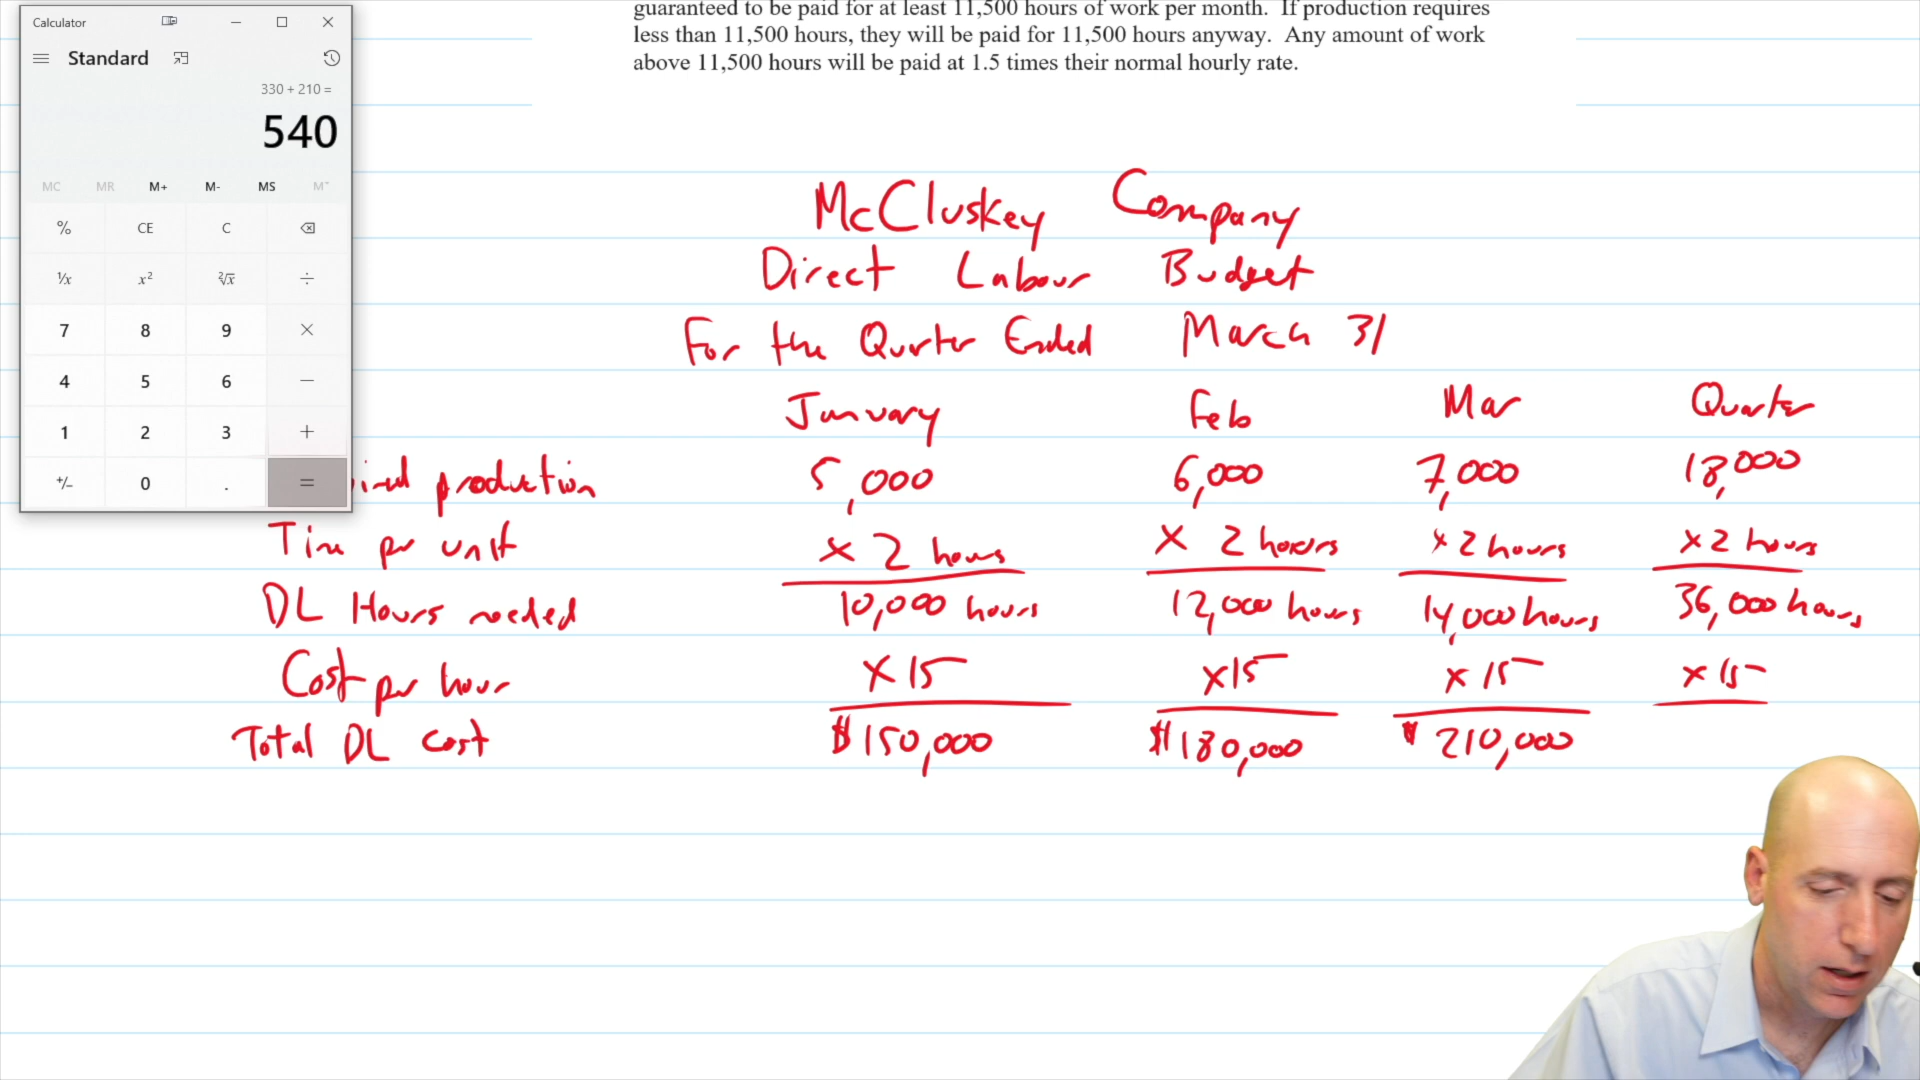 Calculator
Standard
330 + 210 =
540
MC MR M+ M- MS M˅
% CE C
¹/x x² ²√x ÷
7 8 9 ×
4 5 6 −
1 2 3 +
+/− 0 . =
guaranteed to be paid for at least 11,500 hours of work per month. If production requires
less than 11,500 hours, they will be paid for 11,500 hours anyway. Any amount of work
above 11,500 hours will be paid at 1.5 times their normal hourly rate.
McCluskey Company
Direct Labour Budget
For the Quarter Ended March 31
January Feb Mar Quarter
production 5,000 6,000 7,000 18,000
Time per unit × 2 hours × 2 hours × 2 hours × 2 hours
DL Hours needed 10,000 hours 12,000 hours 14,000 hours 36,000 hours
Cost per hour × 15 × 15 × 15 × 15
Total DL cost $150,000 $180,000 $210,000